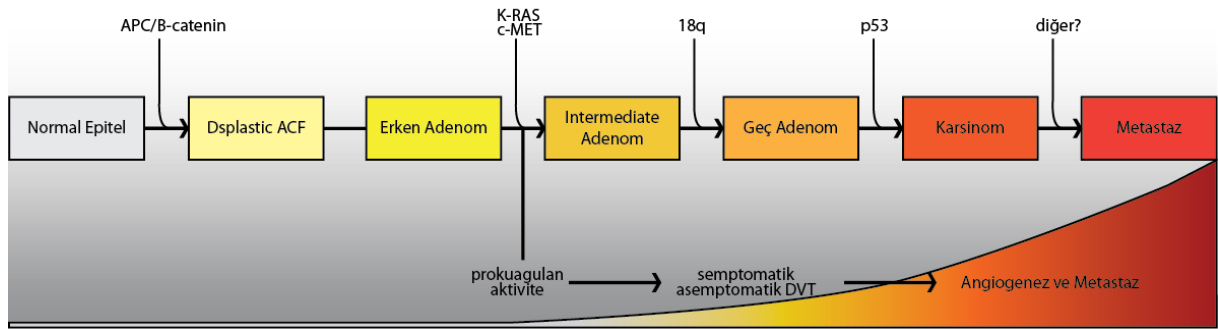 APC/B-catenin
K-RAS
c-MET
18q
p53
diğer?
Normal Epitel
Dsplastic ACF
Erken Adenom
Intermediate
Adenom
Geç Adenom
Karsinom
Metastaz
prokuagulan
aktivite
semptomatik
asemptomatik DVT
Angiogenez ve Metastaz